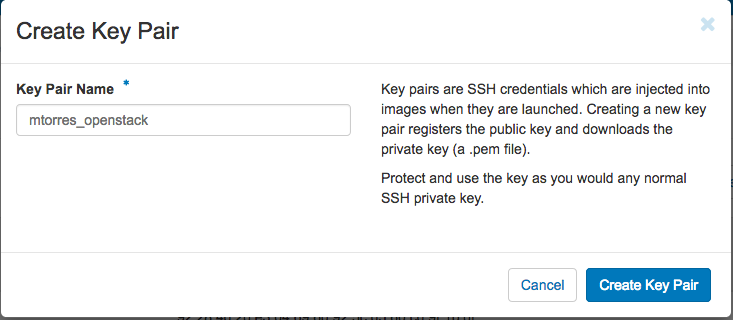 Create Key Pair
×
Key Pair Name *
mtorres_openstack
Key pairs are SSH credentials which are injected into
images when they are launched. Creating a new key
pair registers the public key and downloads the
private key (a .pem file).
Protect and use the key as you would any normal
SSH private key.
Cancel
Create Key Pair